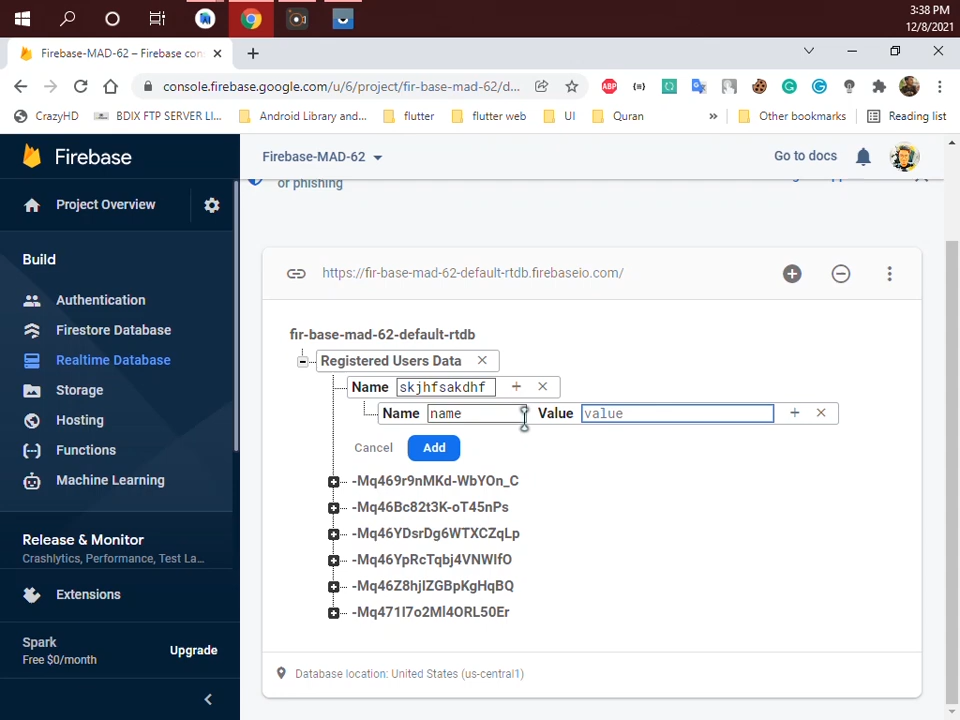 3:38 PM
12/8/2021
Firebase-MAD-62 – Firebase con
console.firebase.google.com/u/6/project/fir-base-mad-62/d...
ABP
CrazyHD
BDIX FTP SERVER LI...
Android Library and...
flutter
flutter web
UI
Quran
»
Other bookmarks
Reading list
Firebase
Firebase-MAD-62
Go to docs
or phishing
Project Overview
Build
Authentication
Firestore Database
Realtime Database
Storage
Hosting
Functions
Machine Learning
Release & Monitor
Crashlytics, Performance, Test La...
Extensions
Spark
Free $0/month
Upgrade
https://fir-base-mad-62-default-rtdb.firebaseio.com/
fir-base-mad-62-default-rtdb
Registered Users Data
Name skjhfsakdhf
Name name Value value
Cancel Add
-Mq469r9nMKd-WbYOn_C
-Mq46Bc82t3K-oT45nPs
-Mq46YDsrDg6WTXCZqLp
-Mq46YpRcTqbj4VNWIfO
-Mq46Z8hjIZGBpKgHqBQ
-Mq471I7o2Ml4ORL50Er
Database location: United States (us-central1)